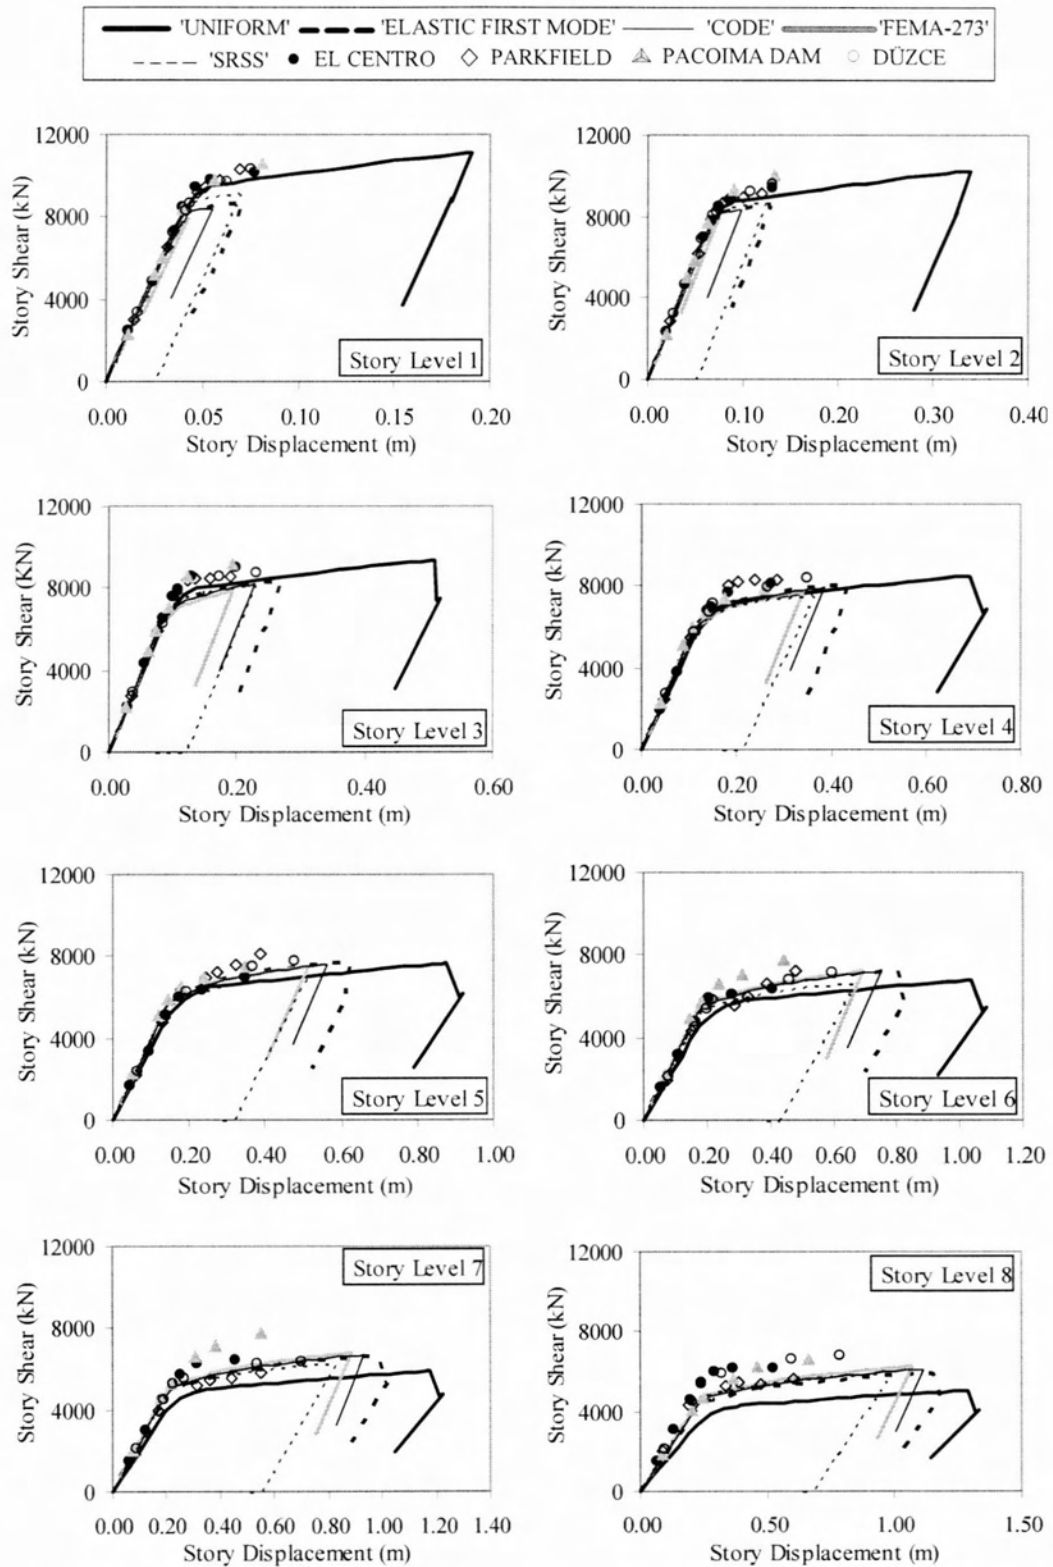 'UNIFORM' 'ELASTIC FIRST MODE' 'CODE' 'FEMA-273'
'SRSS' EL CENTRO PARKFIELD PACOIMA DAM DÜZCE
12000 8000 4000 0
Story Shear (kN)
Story Level 1
0.00 0.05 0.10 0.15 0.20
Story Displacement (m)
12000 8000 4000 0
Story Shear (kN)
Story Level 2
0.00 0.10 0.20 0.30 0.40
Story Displacement (m)
12000 8000 4000 0
Story Shear (KN)
Story Level 3
0.00 0.20 0.40 0.60
Story Displacement (m)
12000 8000 4000 0
Story Shear (kN)
Story Level 4
0.00 0.20 0.40 0.60 0.80
Story Displacement (m)
12000 8000 4000 0
Story Shear (kN)
Story Level 5
0.00 0.20 0.40 0.60 0.80 1.00
Story Displacement (m)
12000 8000 4000 0
Story Shear (kN)
Story Level 6
0.00 0.20 0.40 0.60 0.80 1.00 1.20
Story Displacement (m)
12000 8000 4000 0
Story Shear (kN)
Story Level 7
0.00 0.20 0.40 0.60 0.80 1.00 1.20 1.40
Story Displacement (m)
12000 8000 4000 0
Story Shear (kN)
Story Level 8
0.00 0.50 1.00 1.50
Story Displacement (m)